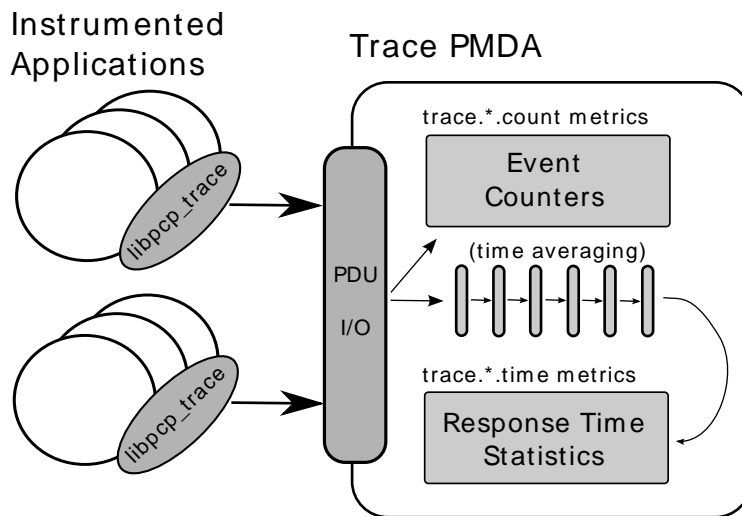 Instrumented
Applications
libpcp_trace
libpcp_trace
Trace PMDA
PDU
I/O
trace.*.count metrics
Event
Counters
(time averaging)
trace.*.time metrics
Response Time
Statistics